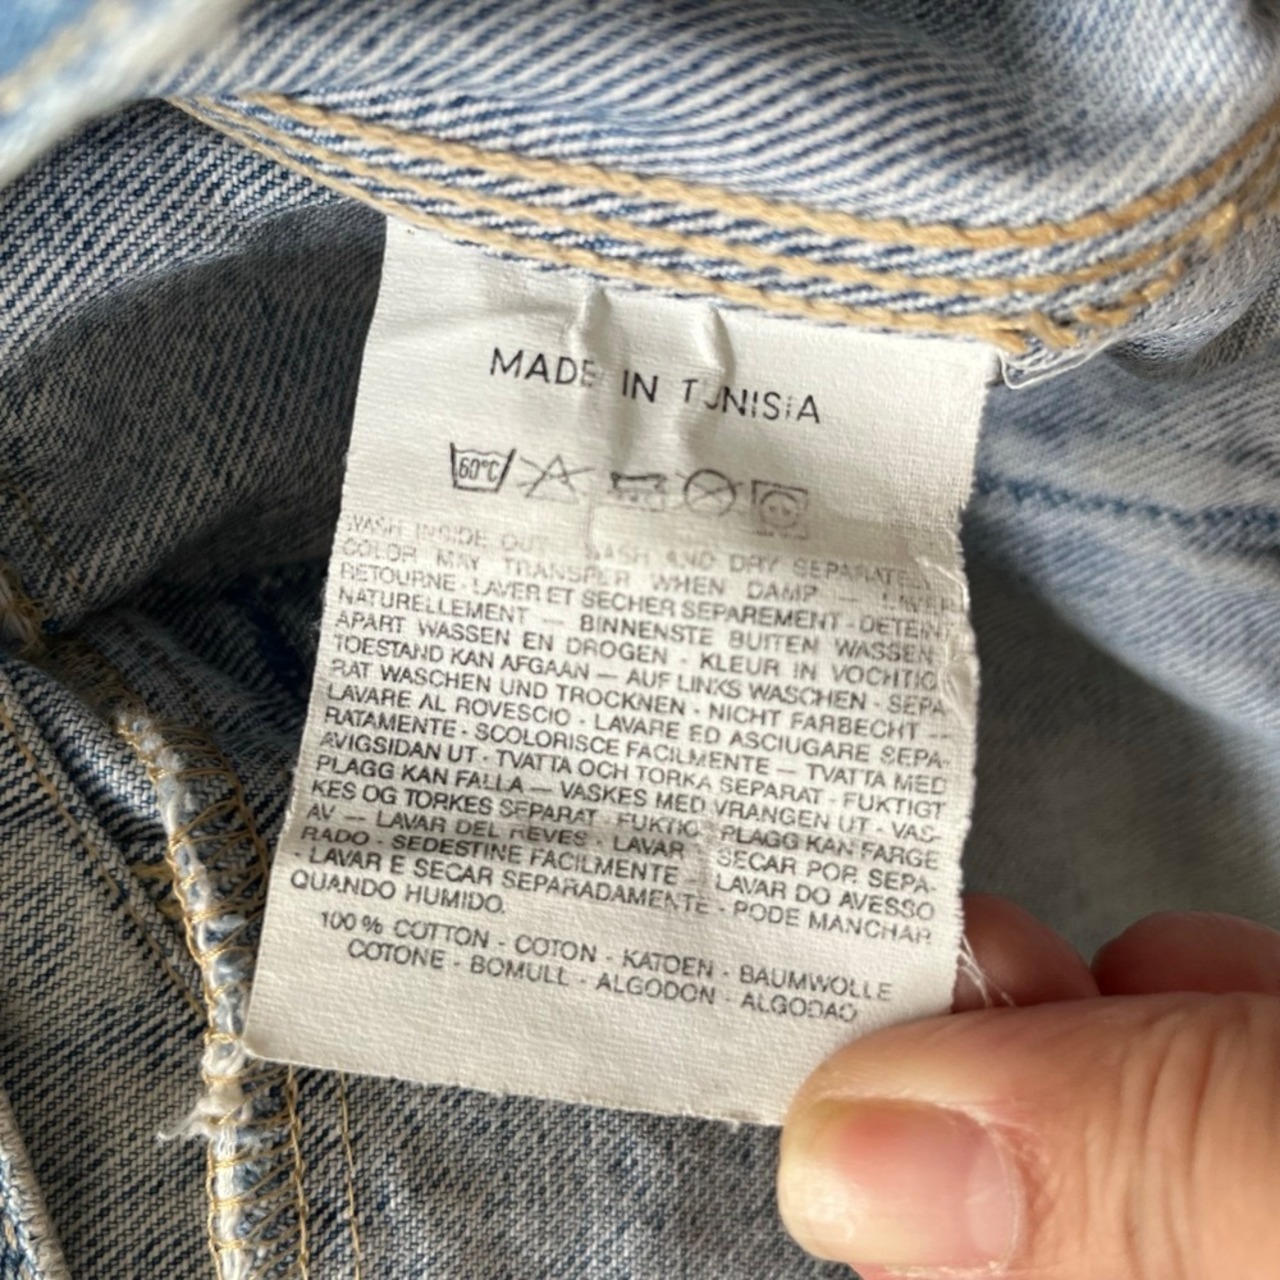 MADE IN TUNISIA
60°C
WASH INSIDE OUT - WASH AND DRY SEPARATELY
COLOR MAY TRANSFER WHEN DAMP — LAVER
RETOURNE - LAVER ET SECHER SEPAREMENT - DETEINT
NATURELLEMENT — BINNENSTE BUITEN WASSEN
APART WASSEN EN DROGEN - KLEUR IN VOCHTIG
TOESTAND KAN AFGAAN — AUF LINKS WASCHEN - SEPA
RAT WASCHEN UND TROCKNEN - NICHT FARBECHT —
LAVARE AL ROVESCIO - LAVARE ED ASCIUGARE SEPA-
RATAMENTE - SCOLORISCE FACILMENTE — TVATTA MED
AVIGSIDAN UT - TVATTA OCH TORKA SEPARAT - FUKTIGT
PLAGG KAN FALLA — VASKES MED VRANGEN UT - VAS-
KES OG TORKES SEPARAT FUKTIG PLAGG KAN FARGE
AV — LAVAR DEL REVES - LAVAR SECAR POR SEPA-
RADO - SEDESTINE FACILMENTE LAVAR DO AVESSO
- LAVAR E SECAR SEPARADAMENTE - PODE MANCHAR
QUANDO HUMIDO.
100 % COTTON - COTON - KATOEN - BAUMWOLLE
COTONE - BOMULL - ALGODON - ALGODAO